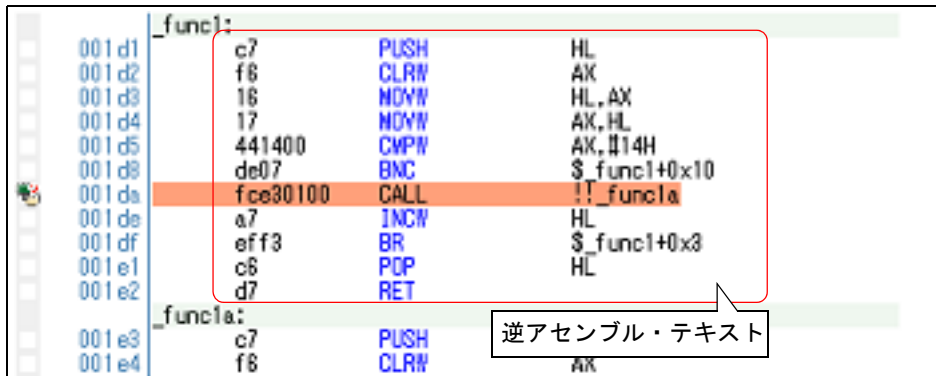 _func1:
001d1 c7 PUSH HL
001d2 f6 CLRW AX
001d3 16 MOVW HL,AX
001d4 17 MOVW AX,HL
001d5 441400 CMPW AX,#14H
001d8 de07 BNC $_func1+0x10
001da fce30100 CALL !!_func1a
001de a7 INCW HL
001df eff3 BR $_func1+0x3
001e1 c6 POP HL
001e2 d7 RET
_func1a:
001e3 c7 PUSH
001e4 f6 CLRW AX
逆アセンブル・テキスト